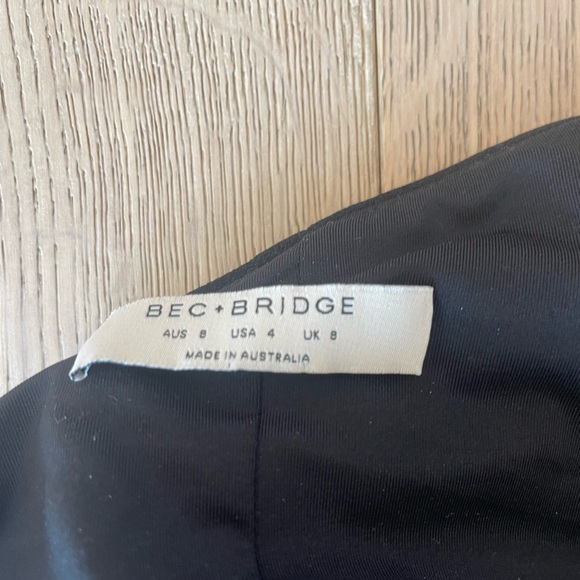 BEC+BRIDGE
AUS 8 USA 4 UK 8
MADE IN AUSTRALIA